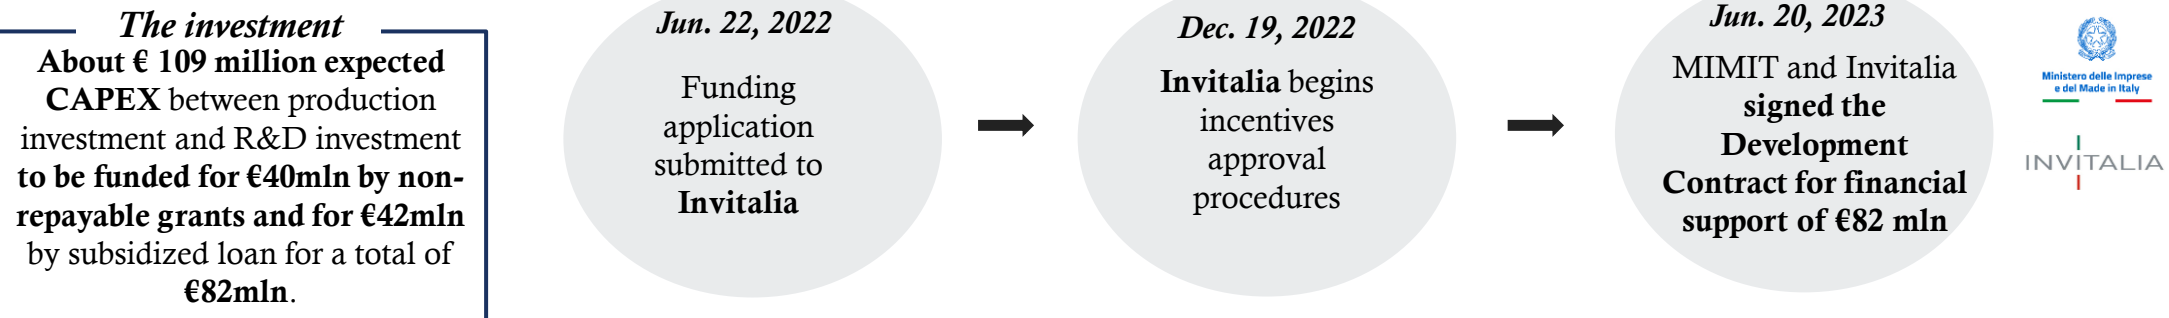 The investment
About € 109 million expected
CAPEX between production
investment and R&D investment
to be funded for €40mln by non-
repayable grants and for €42mln
by subsidized loan for a total of
€82mln.
Jun. 22, 2022
Funding
application
submitted to
Invitalia
Dec. 19, 2022
Invitalia begins
incentives
approval
procedures
Jun. 20, 2023
MIMIT and Invitalia
signed the
Development
Contract for financial
support of €82 mln
Ministero delle Imprese
e del Made in Italy
INVITALIA